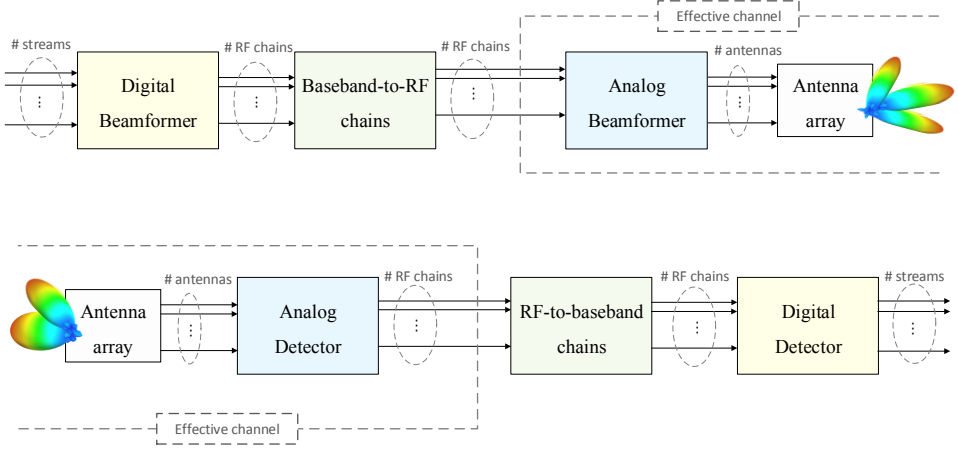 Effective channel
# streams
# RF chains
# RF chains
# antennas
Digital
Beamformer
Baseband-to-RF
chains
Analog
Beamformer
Antenna
array
# antennas
# RF chains
# RF chains
# streams
Antenna
array
Analog
Detector
RF-to-baseband
chains
Digital
Detector
Effective channel